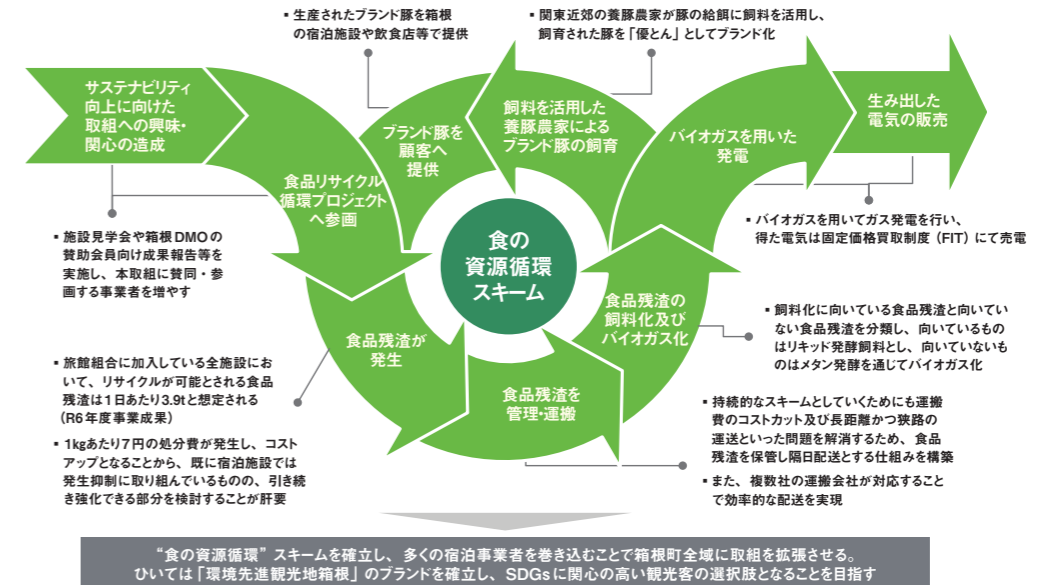 ▪ 生産されたブランド豚を箱根
の宿泊施設や飲食店等で提供
▪ 関東近郊の養豚農家が豚の給餌に飼料を活用し、
飼育された豚を「優とん」としてブランド化
サステナビリティ
向上に向けた
取組への興味・
関心の造成
食品リサイクル
循環プロジェクト
へ参画
ブランド豚を
顧客へ
提供
飼料を活用した
養豚農家による
ブランド豚の飼育
バイオガスを用いた
発電
生み出した
電気の販売
▪ 施設見学会や箱根DMOの
賛助会員向け成果報告等を
実施し、本取組に賛同・参
画する事業者を増やす
食の
資源循環
スキーム
▪ バイオガスを用いてガス発電を行い、
得た電気は固定価格買取制度（FIT）にて売電
食品残渣が
発生
食品残渣を
管理・運搬
食品残渣の
飼料化及び
バイオガス化
▪ 飼料化に向いている食品残渣と向いてい
ない食品残渣を分類し、向いているもの
はリキッド発酵飼料とし、向いていないも
のはメタン発酵を通じてバイオガス化
▪ 旅館組合に加入している全施設にお
いて、リサイクルが可能とされる食品
残渣は1日あたり3.9tと想定される
（R6年度事業成果）
▪ 1kgあたり7円の処分費が発生し、コスト
アップとなることから、既に宿泊施設では
発生抑制に取り組んでいるものの、引き続
き強化できる部分を検討することが肝要
▪ 持続的なスキームとしていくためにも運搬
費のコストカット及び長距離かつ狭路の
運送といった問題を解消するため、食品
残渣を保管し隔日配送とする仕組みを構築
▪ また、複数社の運搬会社が対応すること
で効率的な配送を実現
“食の資源循環”スキームを確立し、多くの宿泊事業者を巻き込むことで箱根町全域に取組を拡張させる。
ひいては「環境先進観光地箱根」のブランドを確立し、SDGsに関心の高い観光客の選択肢となることを目指す